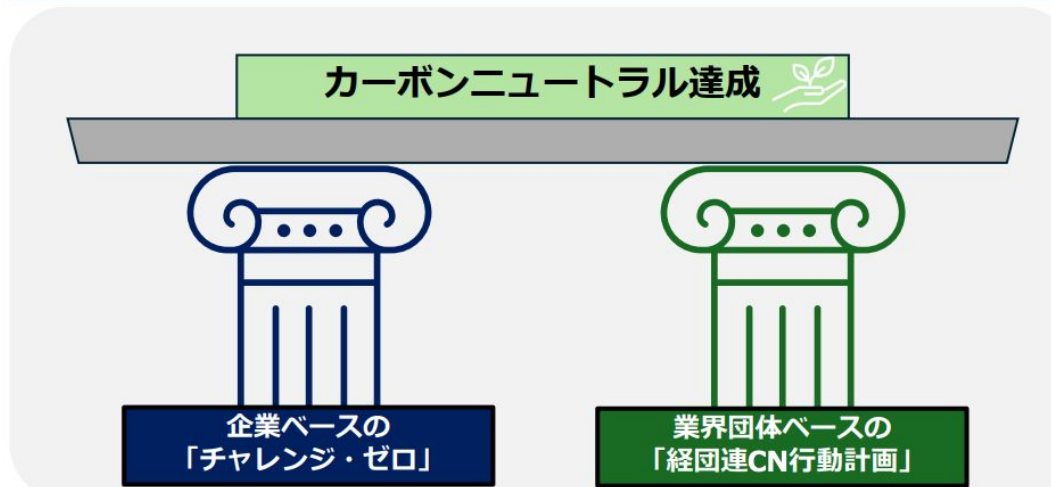 カーボンニュートラル達成
企業ベースの
「チャレンジ・ゼロ」
業界団体ベースの
「経団連CN行動計画」